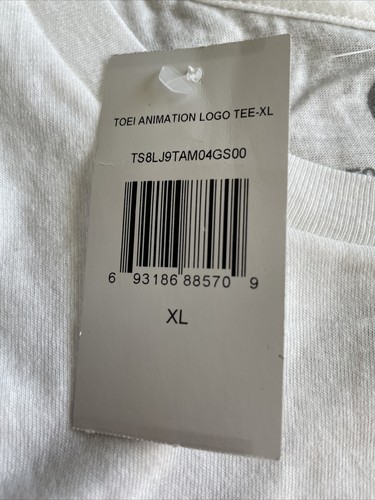 TOEI ANIMATION LOGO TEE-XL
TS8LJ9TAM04GS00
6 93186 88570 9
XL